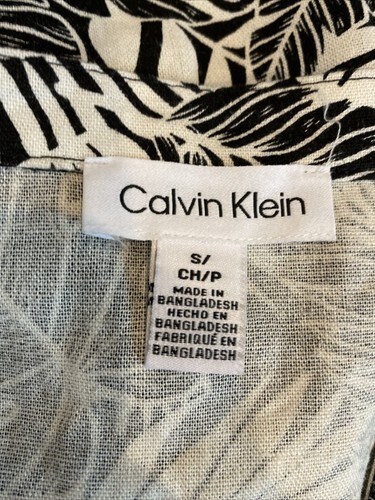 Calvin Klein
S/
CH/P
MADE IN
BANGLADESH
HECHO EN
BANGLADESH
FABRIQUÉ EN
BANGLADESH